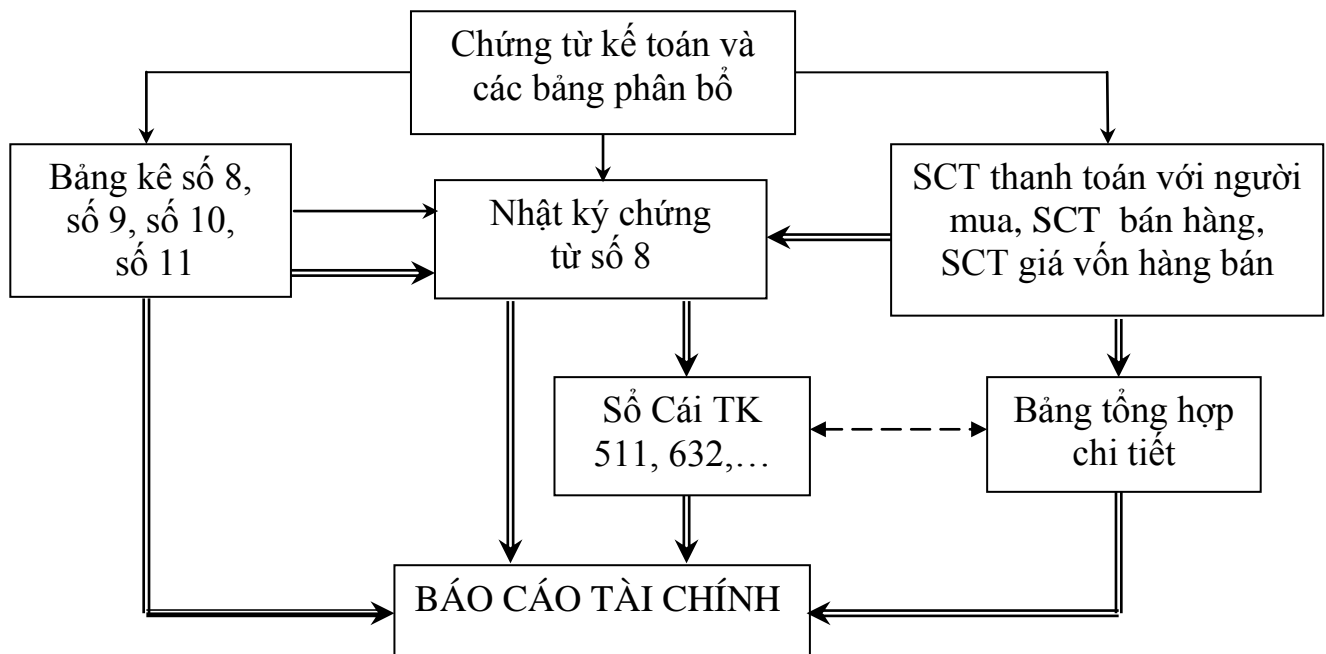 Chứng từ kế toán và
các bảng phân bổ
Bảng kê số 8,
số 9, số 10,
số 11
Nhật ký chứng
từ số 8
SCT thanh toán với người
mua, SCT bán hàng,
SCT giá vốn hàng bán
Sổ Cái TK
511, 632,…
Bảng tổng hợp
chi tiết
BÁO CÁO TÀI CHÍNH